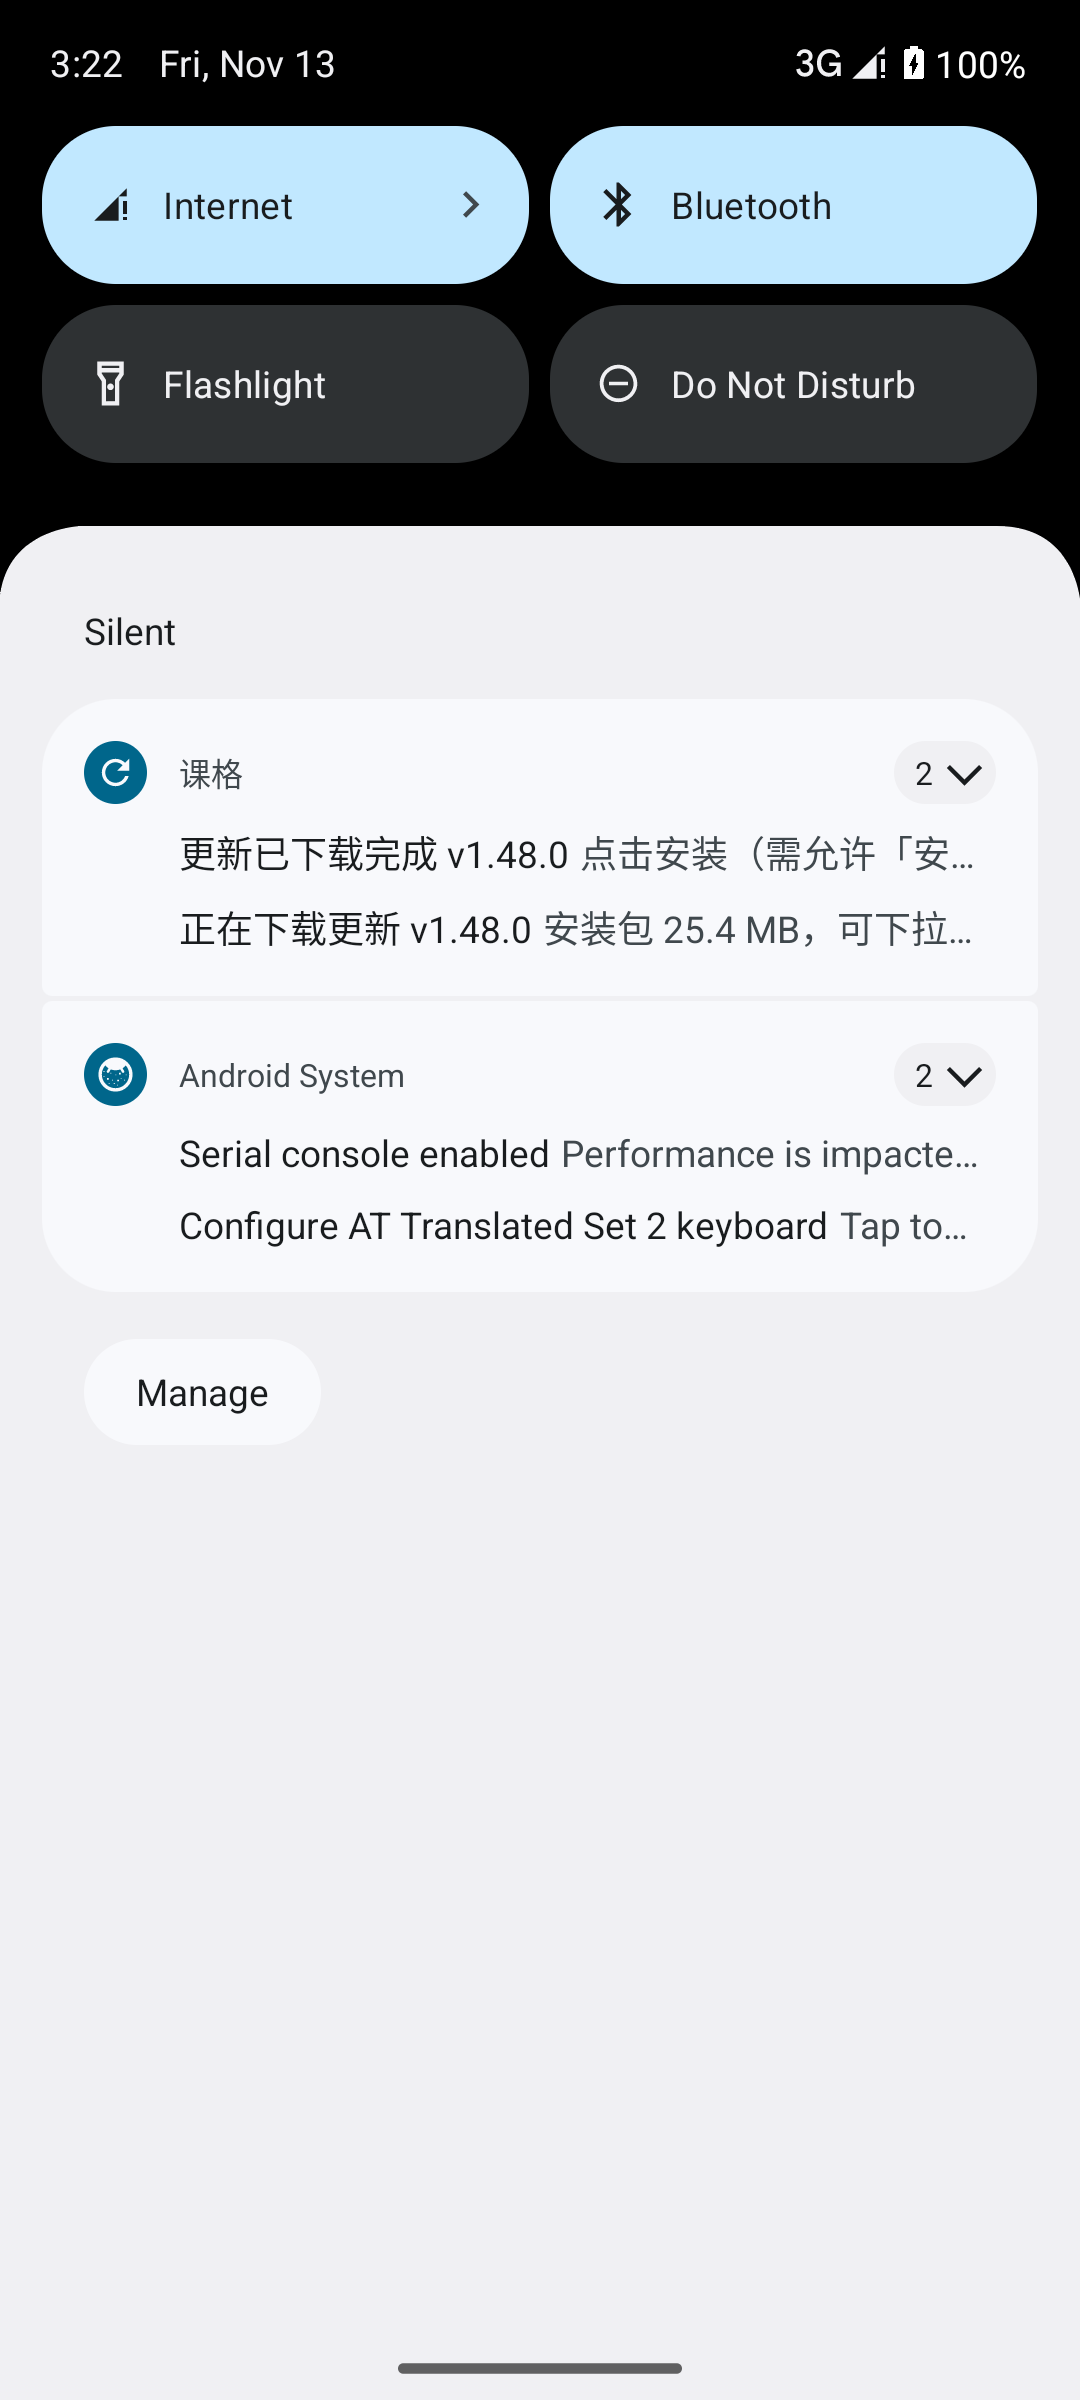 3:22 Fri, Nov 13 3G 100%
Internet Bluetooth
Flashlight Do Not Disturb
Silent
课格 2
更新已下载完成 v1.48.0 点击安装（需允许「安…
正在下载更新 v1.48.0 安装包 25.4 MB，可下拉…
Android System 2
Serial console enabled Performance is impacte…
Configure AT Translated Set 2 keyboard Tap to…
Manage